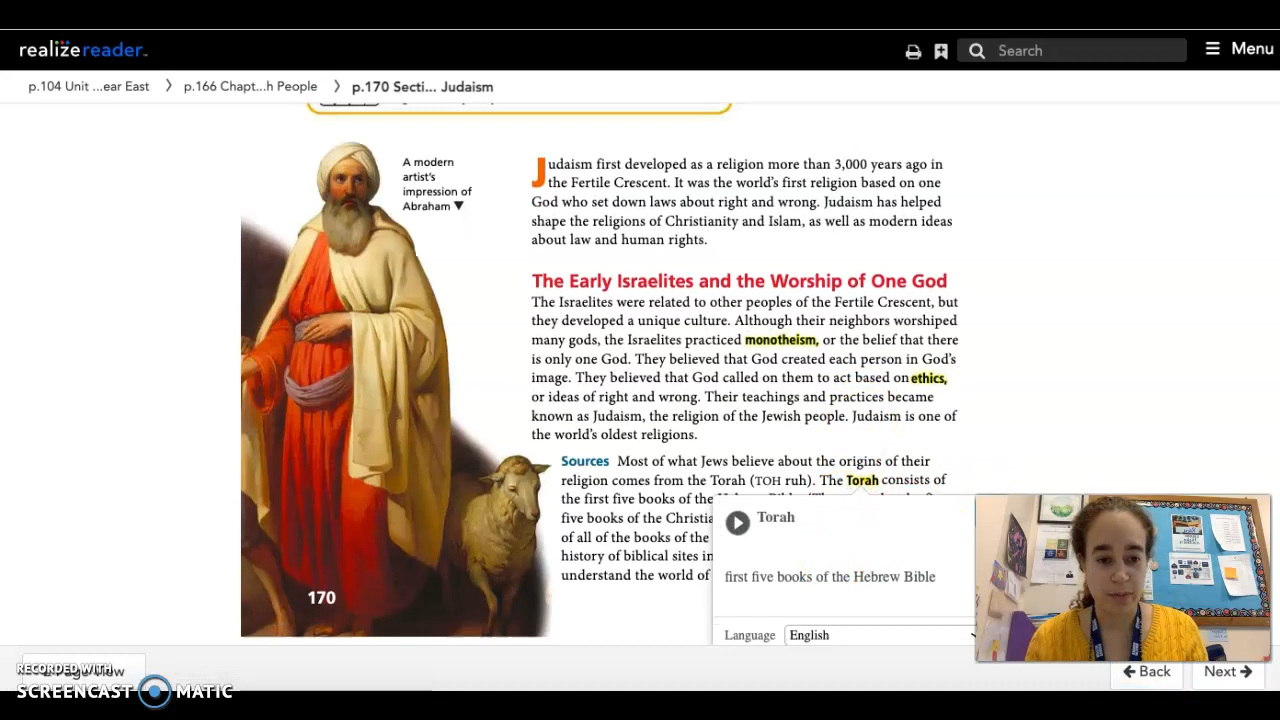 realizereader™
Search
Menu
p.104 Unit ...ear East
p.166 Chapt...h People
p.170 Secti... Judaism
A modern
artist's
impression of
Abraham ▼
Judaism first developed as a religion more than 3,000 years ago in
the Fertile Crescent. It was the world's first religion based on one
God who set down laws about right and wrong. Judaism has helped
shape the religions of Christianity and Islam, as well as modern ideas
about law and human rights.
The Early Israelites and the Worship of One God
The Israelites were related to other peoples of the Fertile Crescent, but
they developed a unique culture. Although their neighbors worshiped
many gods, the Israelites practiced monotheism, or the belief that there
is only one God. They believed that God created each person in God's
image. They believed that God called on them to act based on ethics,
or ideas of right and wrong. Their teachings and practices became
known as Judaism, the religion of the Jewish people. Judaism is one of
the world's oldest religions.
Sources Most of what Jews believe about the origins of their
religion comes from the Torah (TOH ruh). The Torah consists of
the first five books of the
five books of the Christia
of all of the books of the
history of biblical sites in
understand the world of
Torah
first five books of the Hebrew Bible
Language English
170
Page View
Back
Next
RECORDED WITH
SCREENCAST MATIC